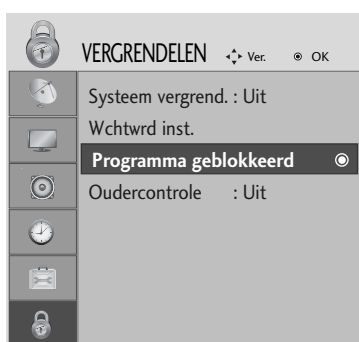 VERGRENDELEN Ver. OK
Systeem vergrend. : Uit
Wchtwrd inst.
Programma geblokkeerd
Oudercontrole : Uit